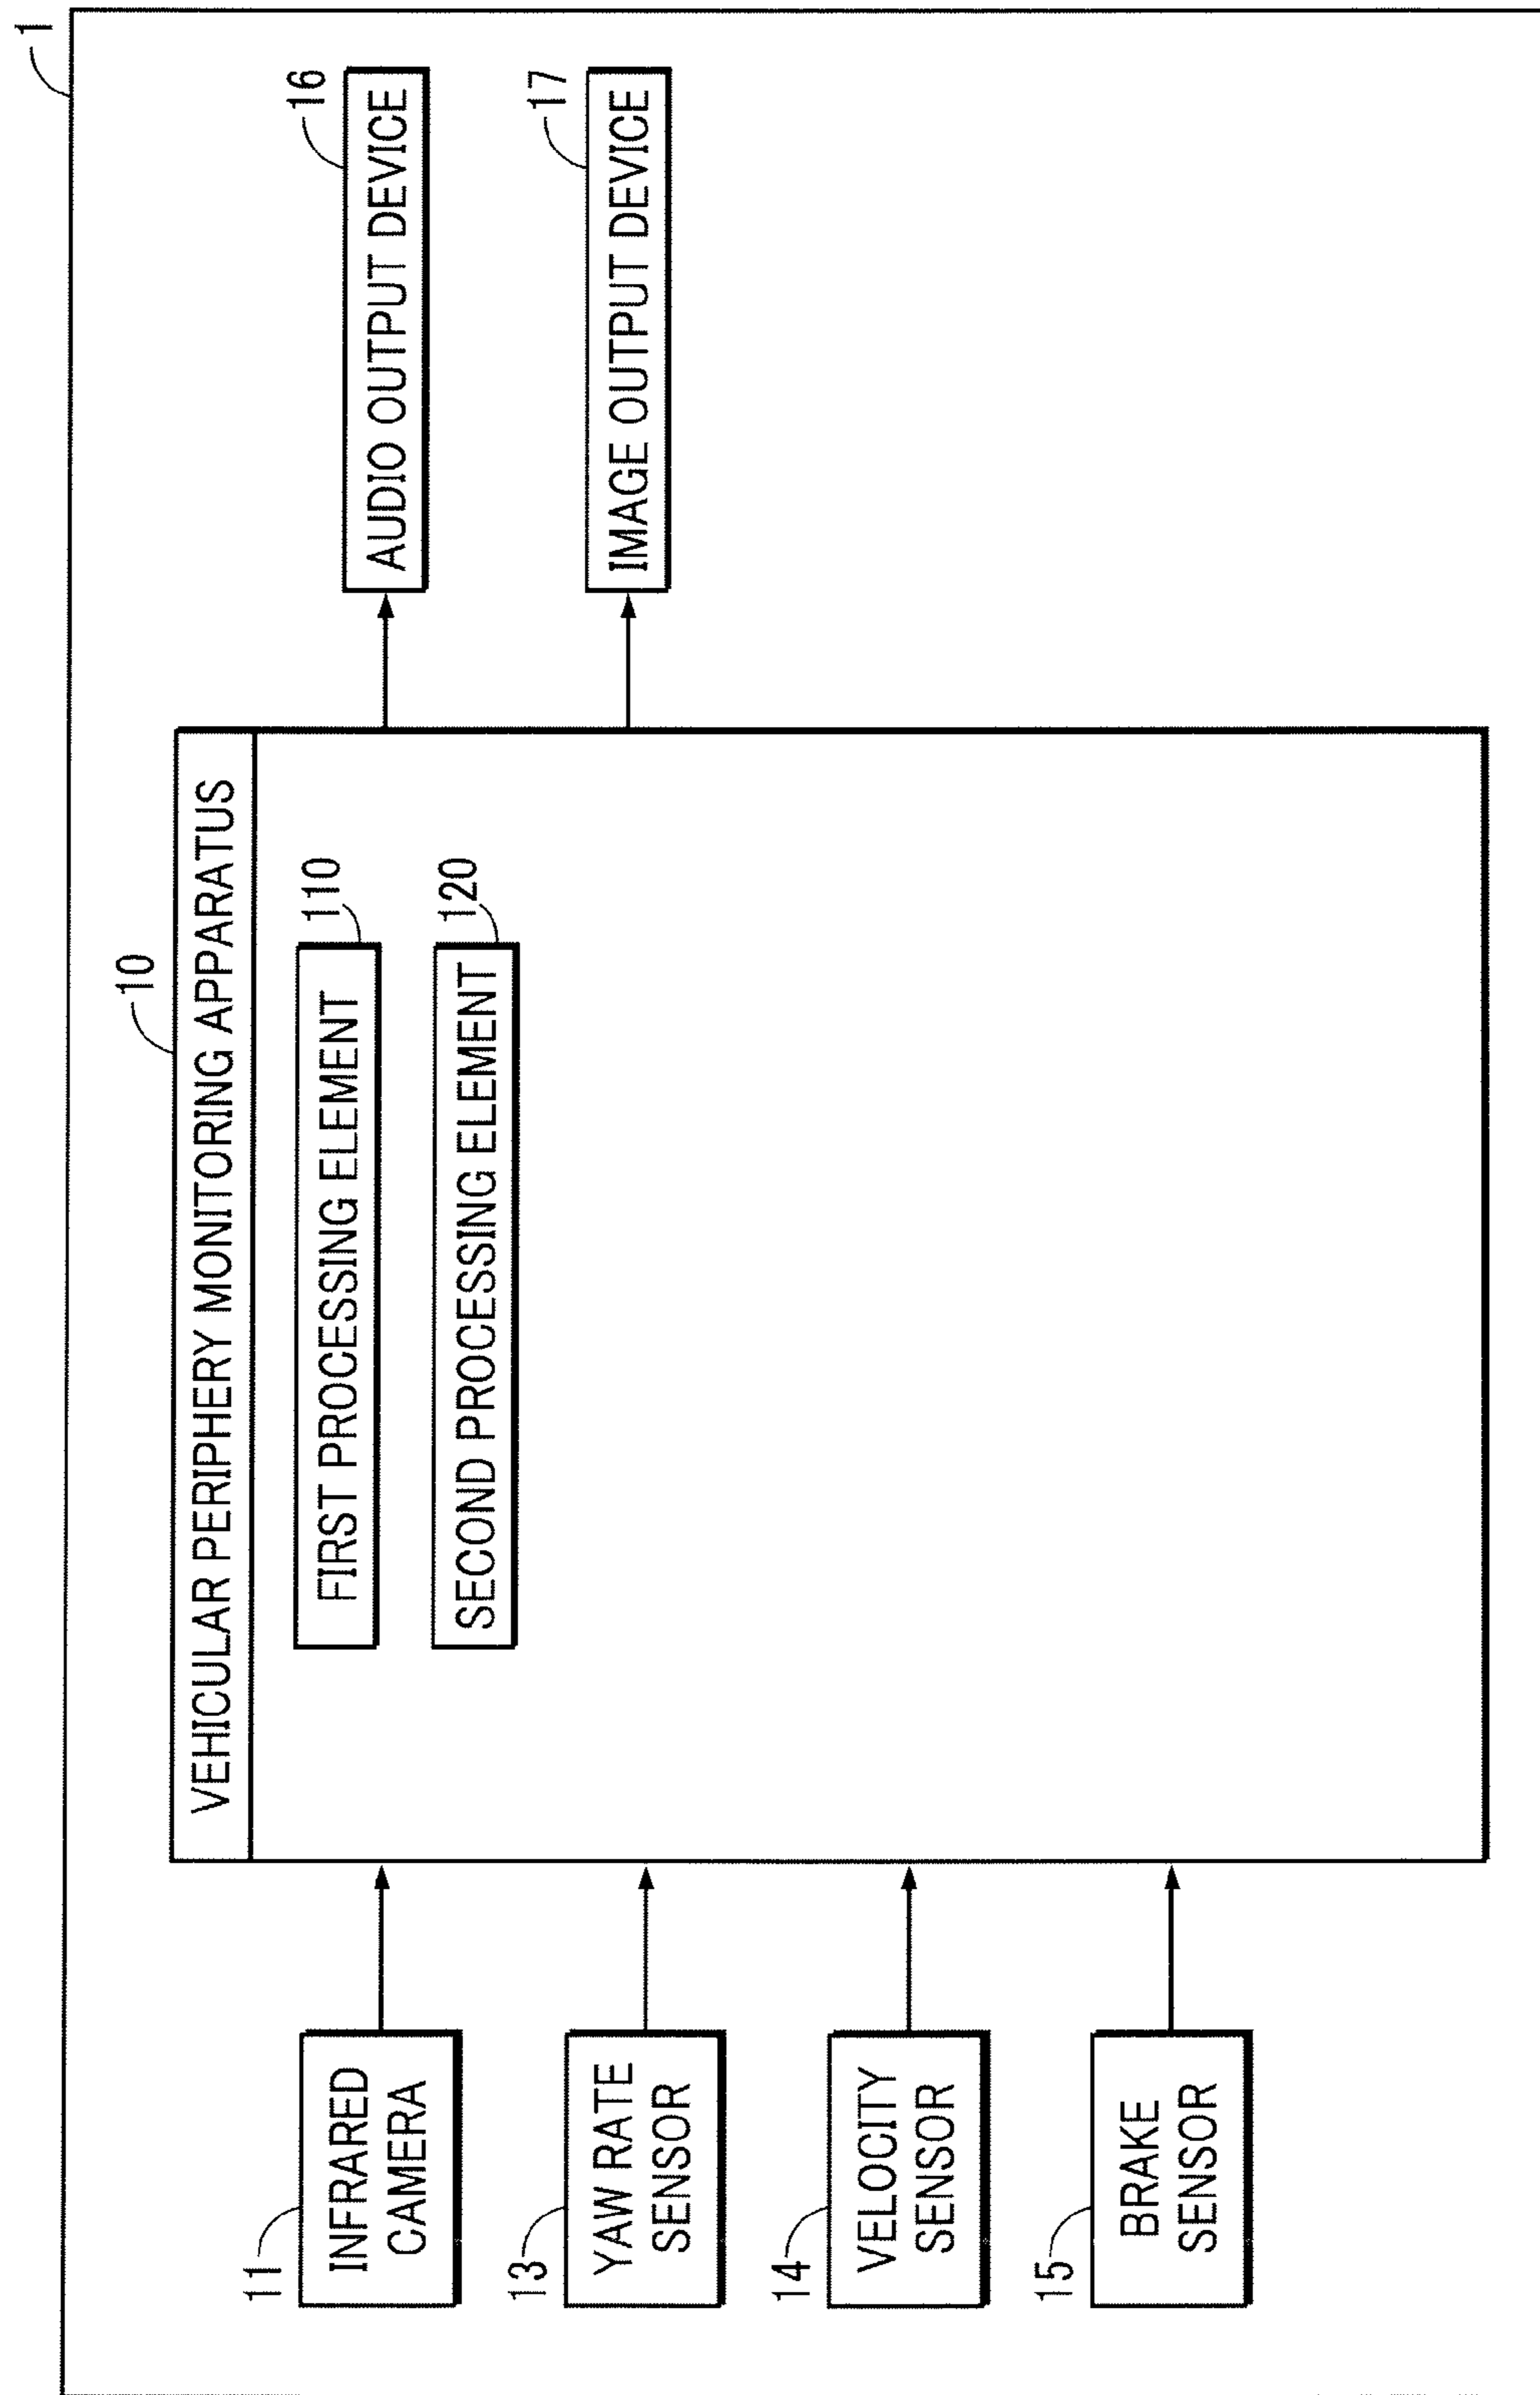 1
10
VEHICULAR PERIPHERY MONITORING APPARATUS
11
INFRARED
CAMERA
13
YAW RATE
SENSOR
14
VELOCITY
SENSOR
15
BRAKE
SENSOR
110
FIRST PROCESSING ELEMENT
120
SECOND PROCESSING ELEMENT
16
AUDIO OUTPUT DEVICE
17
IMAGE OUTPUT DEVICE